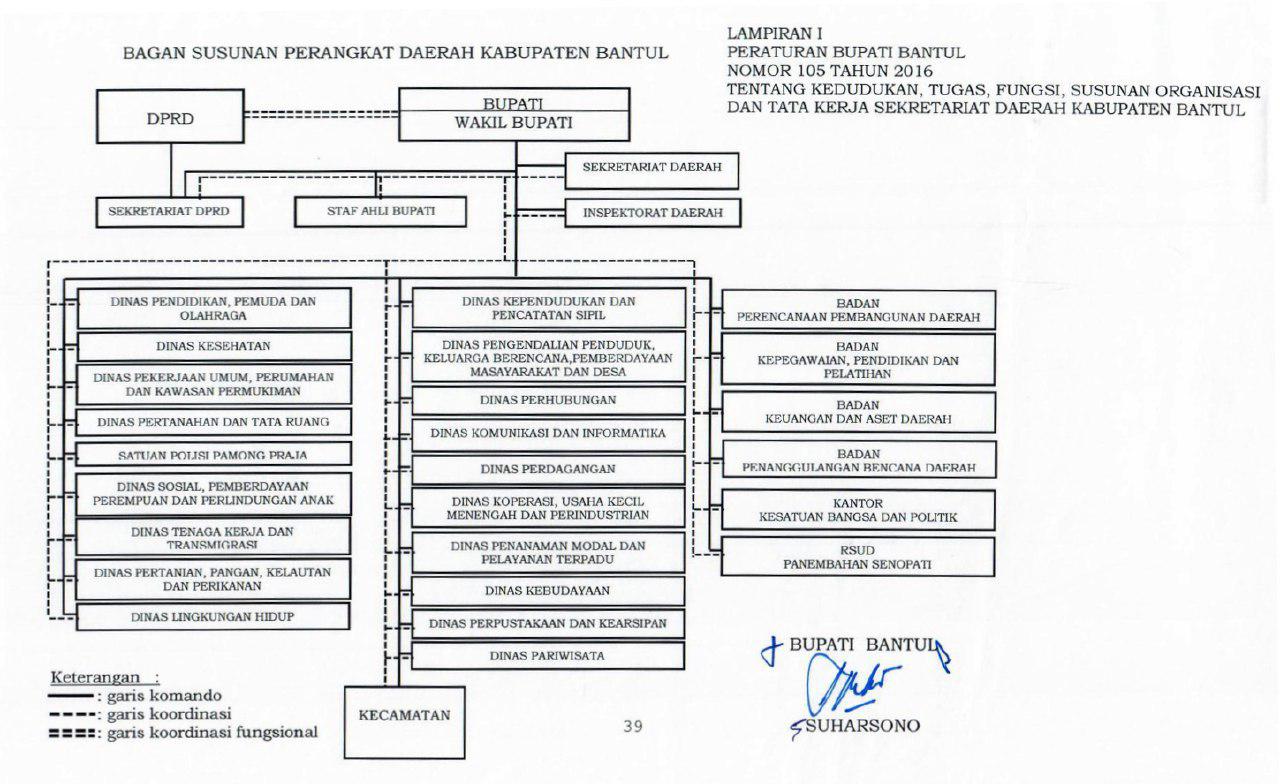 BAGAN SUSUNAN PERANGKAT DAERAH KABUPATEN BANTUL
LAMPIRAN I
PERATURAN BUPATI BANTUL
NOMOR 105 TAHUN 2016
TENTANG KEDUDUKAN, TUGAS, FUNGSI, SUSUNAN ORGANISASI
DAN TATA KERJA SEKRETARIAT DAERAH KABUPATEN BANTUL
DPRD
BUPATI
WAKIL BUPATI
SEKRETARIAT DAERAH
SEKRETARIAT DPRD
STAF AHLI BUPATI
INSPEKTORAT DAERAH
DINAS PENDIDIKAN, PEMUDA DAN
OLAHRAGA
DINAS KESEHATAN
DINAS PEKERJAAN UMUM, PERUMAHAN
DAN KAWASAN PERMUKIMAN
DINAS PERTANAHAN DAN TATA RUANG
SATUAN POLISI PAMONG PRAJA
DINAS SOSIAL, PEMBERDAYAAN
PEREMPUAN DAN PERLINDUNGAN ANAK
DINAS TENAGA KERJA DAN
TRANSMIGRASI
DINAS PERTANIAN, PANGAN, KELAUTAN
DAN PERIKANAN
DINAS LINGKUNGAN HIDUP
DINAS KEPENDUDUKAN DAN
PENCATATAN SIPIL
DINAS PENGENDALIAN PENDUDUK,
KELUARGA BERENCANA,PEMBERDAYAAN
MASAYARAKAT DAN DESA
DINAS PERHUBUNGAN
DINAS KOMUNIKASI DAN INFORMATIKA
DINAS PERDAGANGAN
DINAS KOPERASI, USAHA KECIL
MENENGAH DAN PERINDUSTRIAN
DINAS PENANAMAN MODAL DAN
PELAYANAN TERPADU
DINAS KEBUDAYAAN
DINAS PERPUSTAKAAN DAN KEARSIPAN
DINAS PARIWISATA
BADAN
PERENCANAAN PEMBANGUNAN DAERAH
BADAN
KEPEGAWAIAN, PENDIDIKAN DAN
PELATIHAN
BADAN
KEUANGAN DAN ASET DAERAH
BADAN
PENANGGULANGAN BENCANA DAERAH
KANTOR
KESATUAN BANGSA DAN POLITIK
RSUD
PANEMBAHAN SENOPATI
KECAMATAN
Keterangan :
: garis komando
: garis koordinasi
: garis koordinasi fungsional
39
BUPATI BANTUL
SUHARSONO